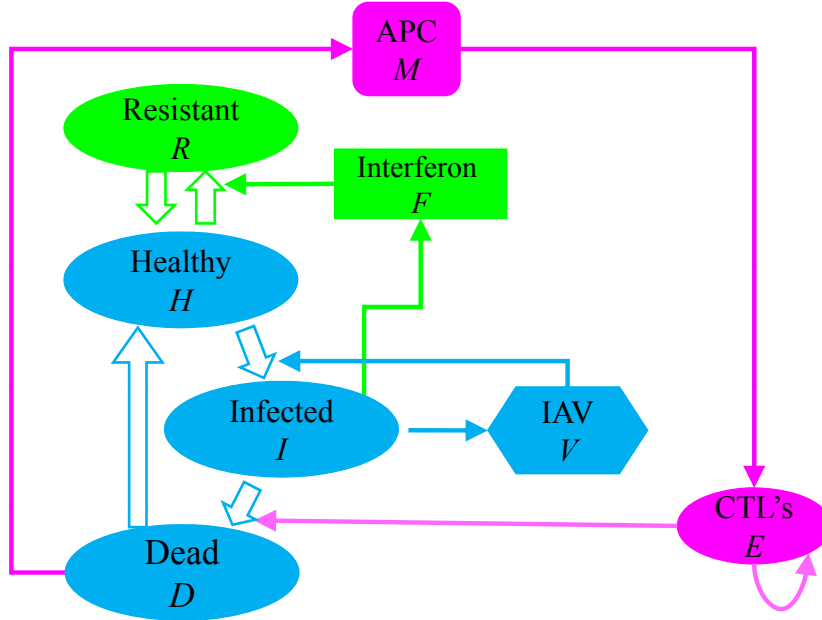 APC
M
Resistant
R
Interferon
F
Healthy
H
Infected
I
IAV
V
CTL's
E
Dead
D